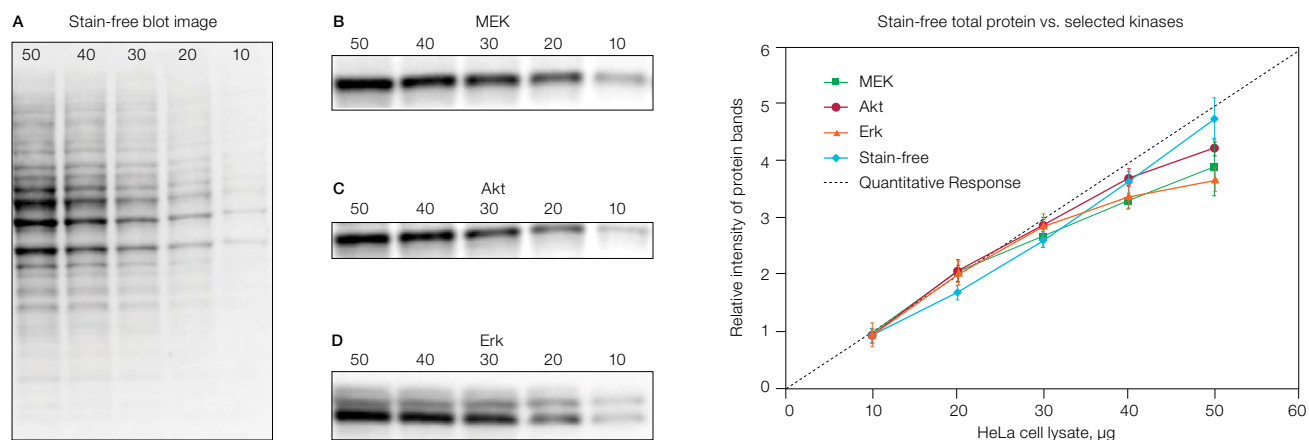 A Stain-free blot image
50 40 30 20 10
B MEK
50 40 30 20 10
C Akt
50 40 30 20 10
D Erk
50 40 30 20 10
Stain-free total protein vs. selected kinases
Relative intensity of protein bands
6
5
4
3
2
1
0
MEK
Akt
Erk
Stain-free
Quantitative Response
0 10 20 30 40 50 60
HeLa cell lysate, µg